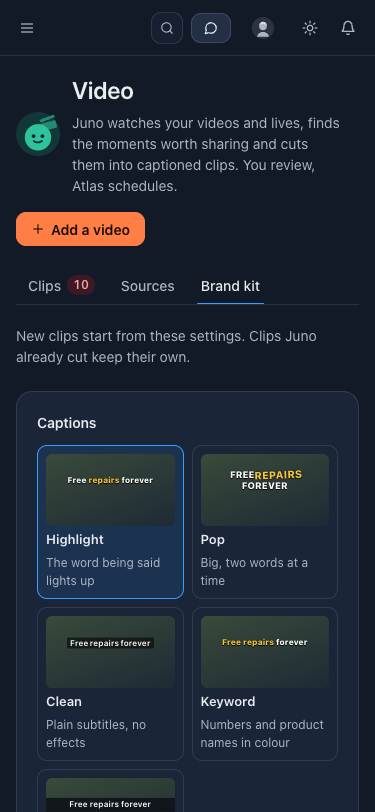 Video
Juno watches your videos and lives, finds
the moments worth sharing and cuts
them into captioned clips. You review,
Atlas schedules.
+ Add a video
Clips 10 Sources Brand kit
New clips start from these settings. Clips Juno
already cut keep their own.
Captions
Free repairs forever
Highlight
The word being said
lights up
FREE REPAIRS
FOREVER
Pop
Big, two words at a
time
Free repairs forever
Clean
Plain subtitles, no
effects
Free repairs forever
Keyword
Numbers and product
names in colour
Free repairs forever